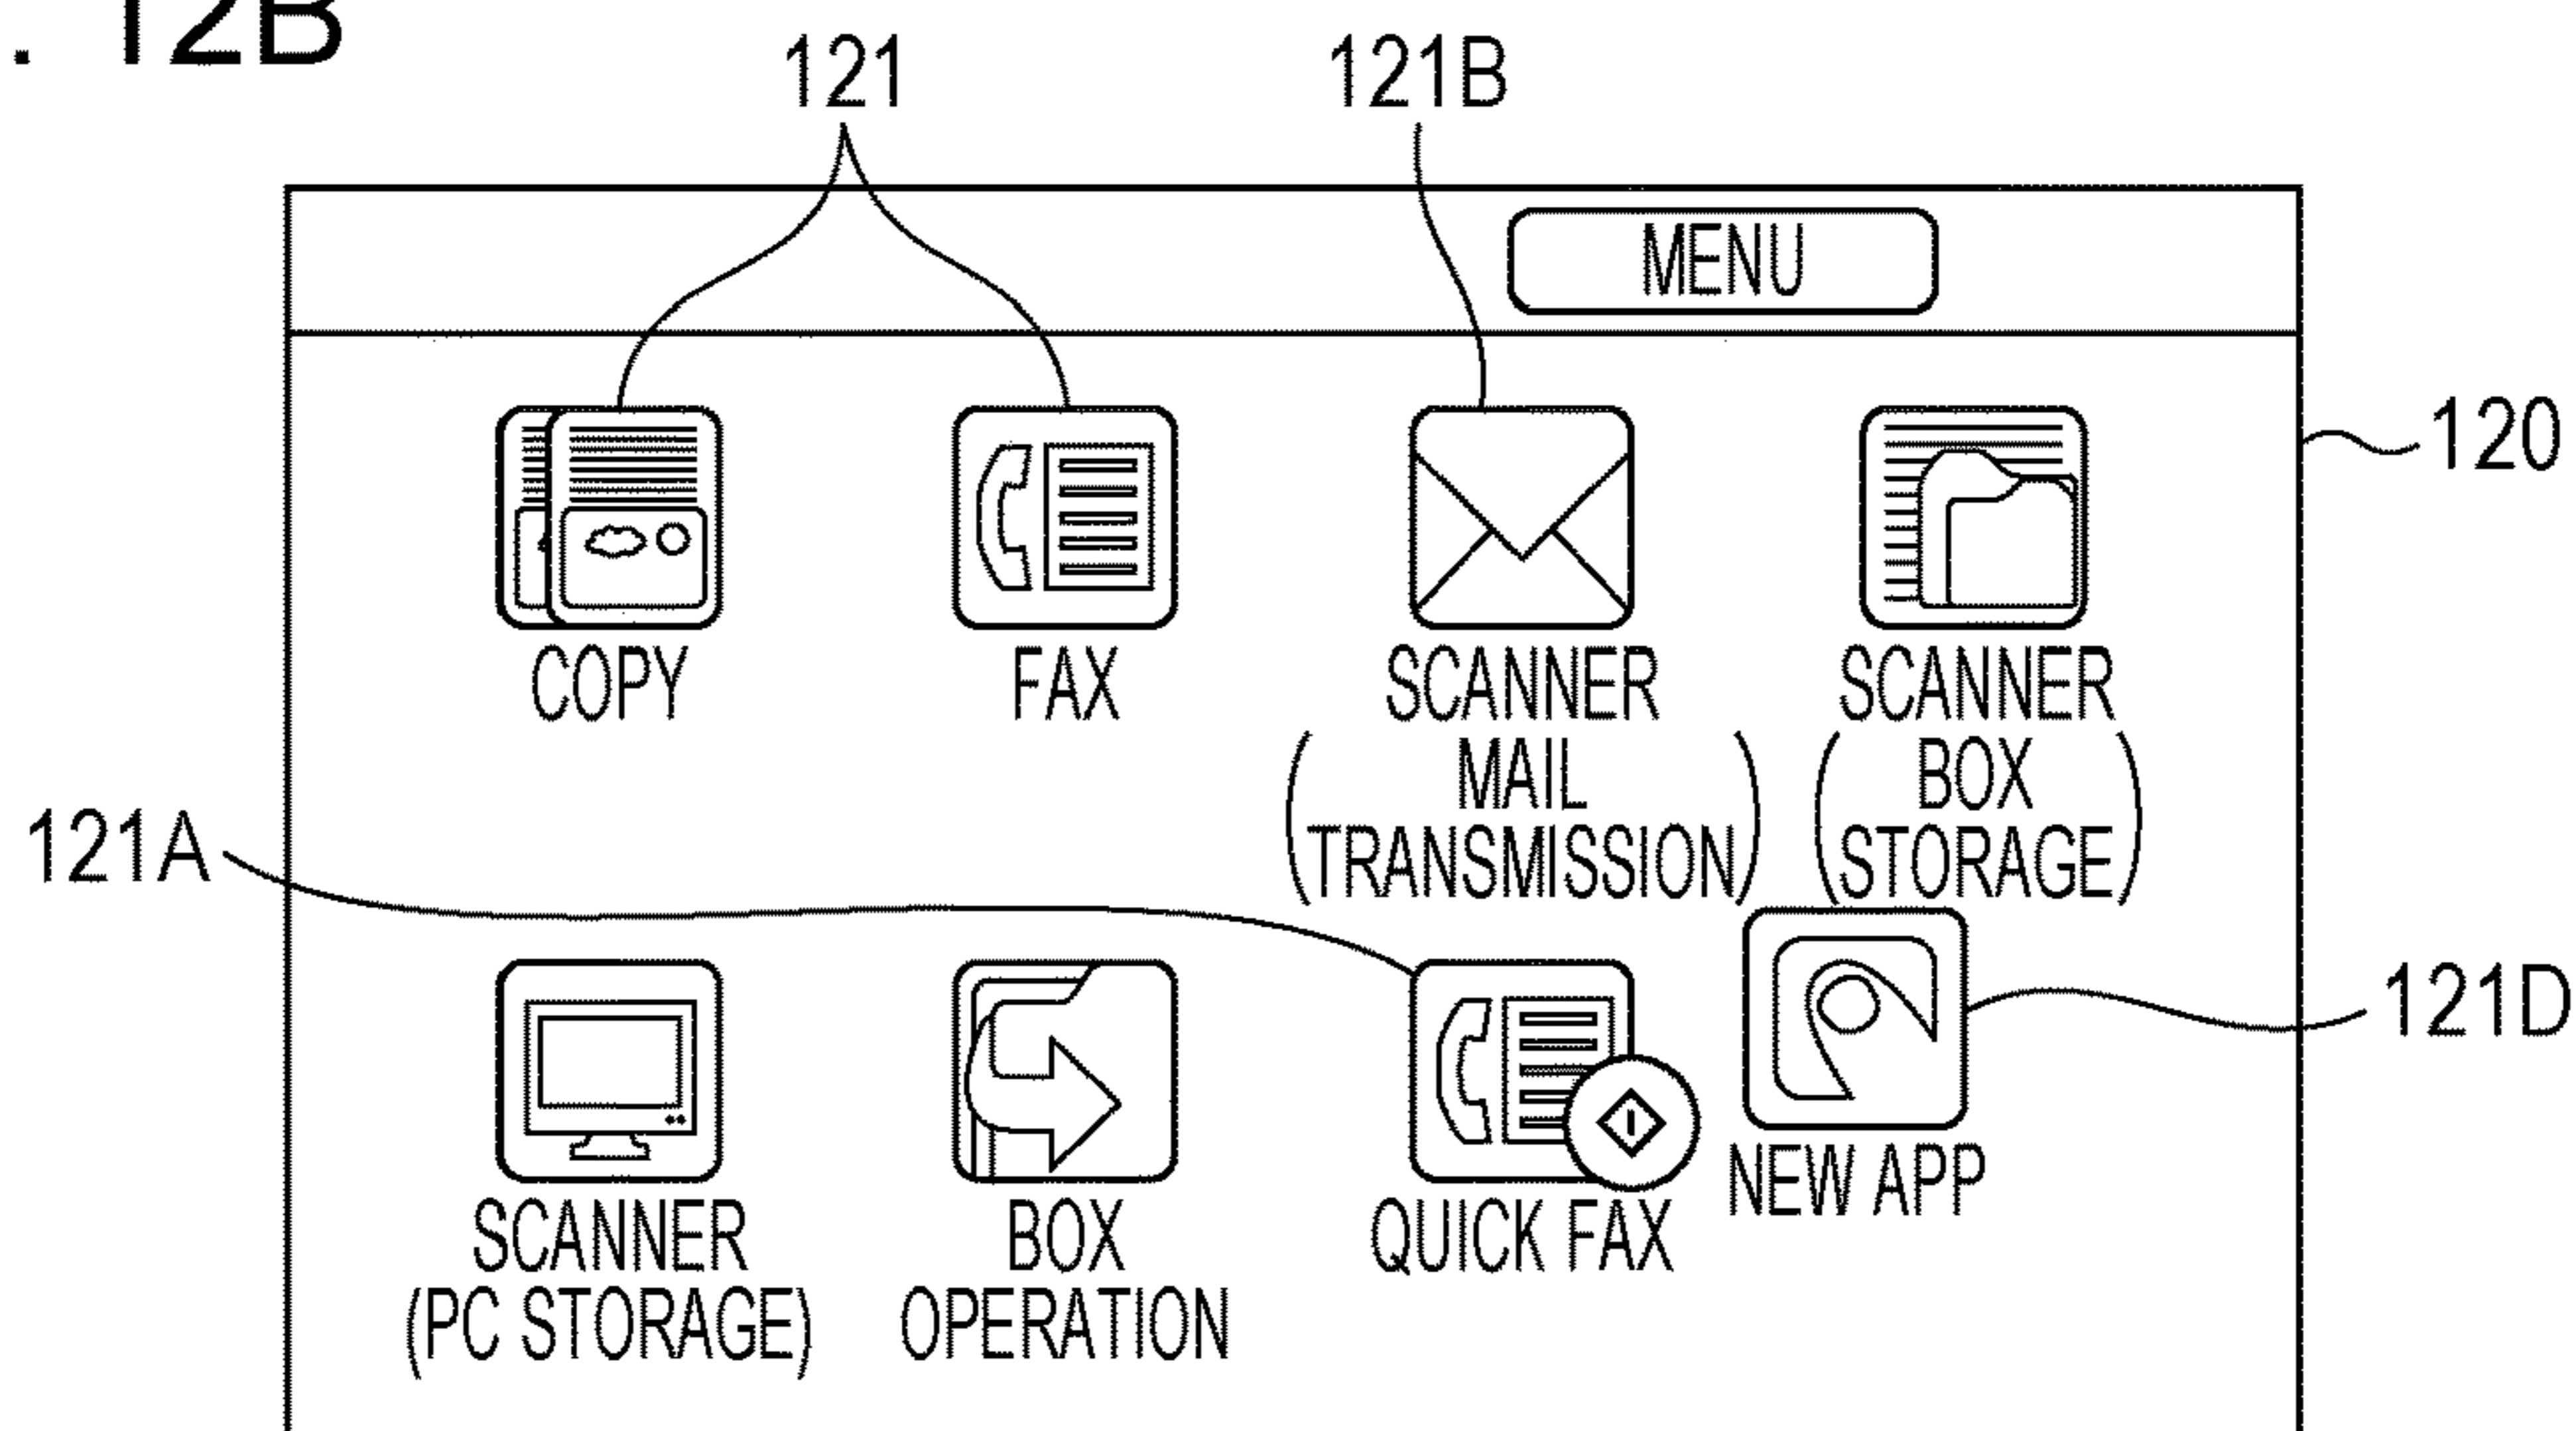 . 12B
121
121B
MENU
120
COPY
FAX
SCANNER
(MAIL
TRANSMISSION)
SCANNER
(BOX
STORAGE)
121A
121D
SCANNER
(PC STORAGE)
BOX
OPERATION
QUICK FAX
NEW APP